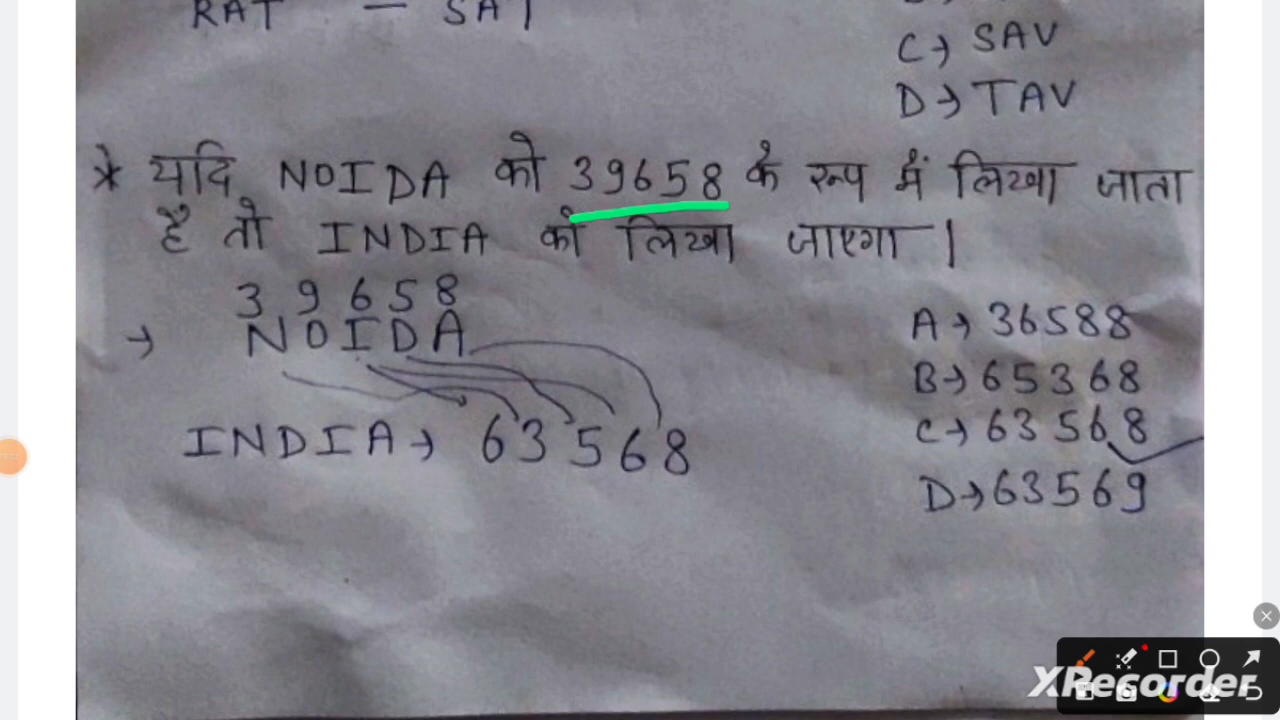 RAT — SAT
C→ SAV
D→ TAV
* यदि NOIDA को 39658 के रूप में लिखा जाता
है तो INDIA को लिखा जाएगा |
3 9 6 5 8
→ NOIDA
INDIA→ 63568
A→ 36588
B→ 65368
C→ 63568
D→ 63569
XRecorder